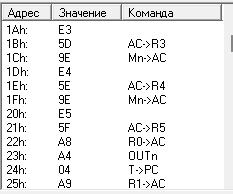 Адрес Значение Команда
1Ah: E3
1Bh: 5D AC->R3
1Ch: 9E Mn->AC
1Dh: E4
1Eh: 5E AC->R4
1Fh: 9E Mn->AC
20h: E5
21h: 5F AC->R5
22h: A8 R0->AC
23h: A4 OUTn
24h: 04 T->PC
25h: A9 R1->AC